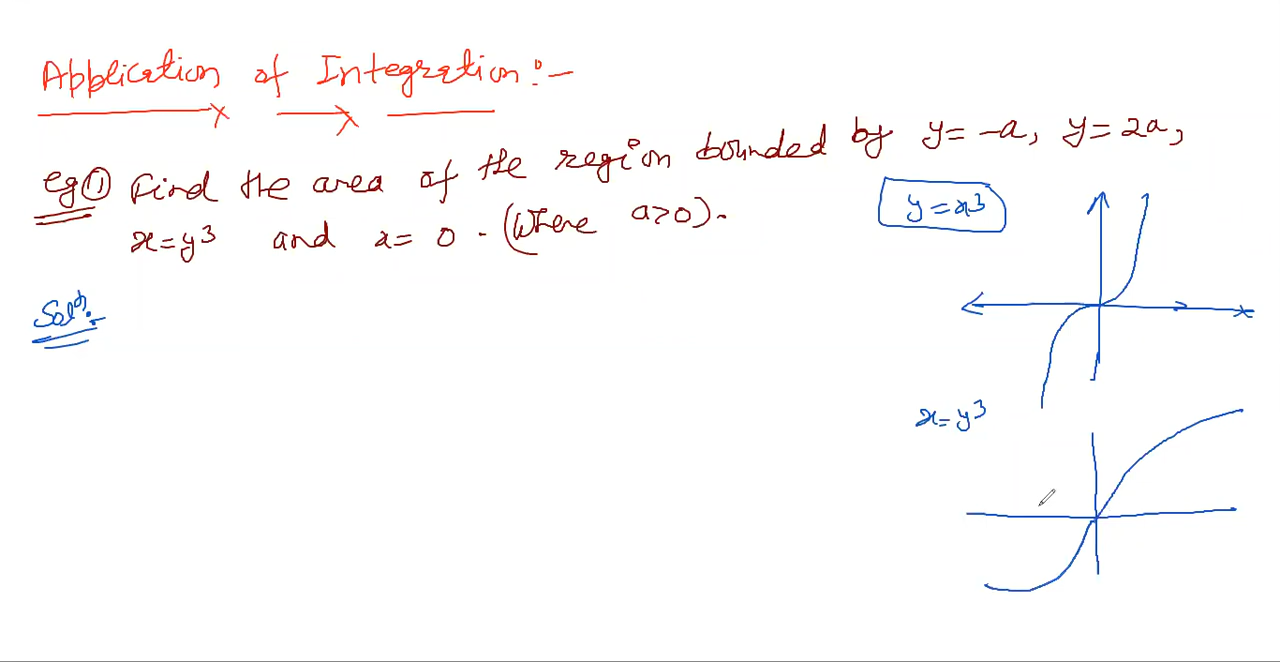 Application of Integration:-
eg① Find the area of the region bounded by y = -a, y = 2a,
x = y³ and x = 0 . (Where a>0).
y = x³
Solⁿ:-
x = y³